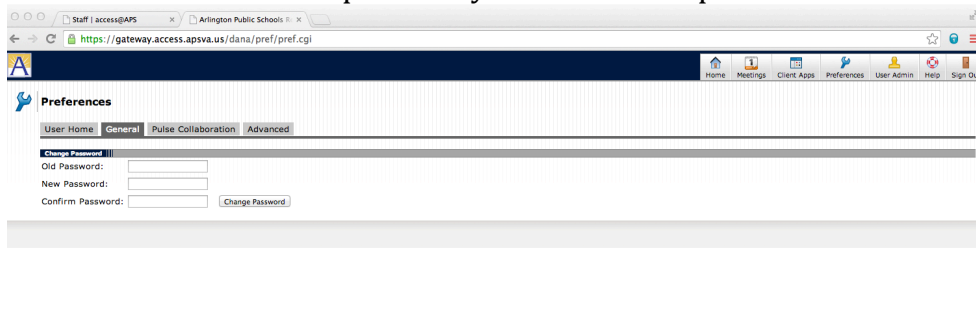 Staff | access@APS
Arlington Public Schools
https://gateway.access.apsva.us/dana/pref/pref.cgi
A
Home Meetings Client Apps Preferences User Admin Help Sign
Preferences
User Home General Pulse Collaboration Advanced
Change Password
Old Password:
New Password:
Confirm Password: Change Password